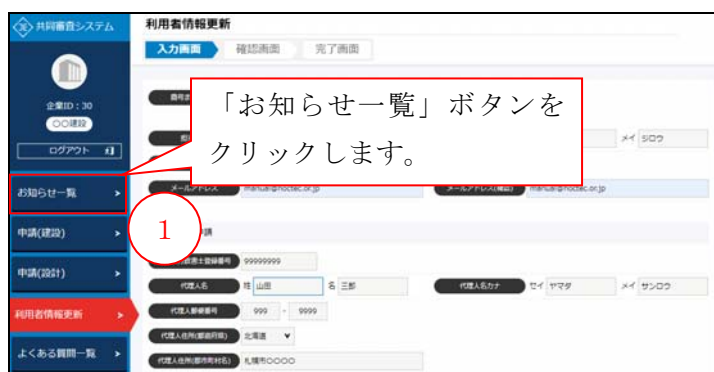 共同審査システム
利用者情報更新
入力画面
確認画面
完了画面
企業ID：30
〇〇建設
ログアウト
お知らせ一覧
申請(建設)
申請(設計)
利用者情報更新
よくある質問一覧
「お知らせ一覧」ボタンを
クリックします。
1
メイ シロウ
メールアドレス manual@hoctec.or.jp
メールアドレス(確認) manual@hoctec.or.jp
99999999
代理人名 姓 山田 名 三郎
代理人名カナ セイ ヤマダ メイ サンロウ
代理人郵便番号 999 - 9999
代理人住所(都道府県) 北海道
代理人住所(都市町村名) 札幌市〇〇〇〇